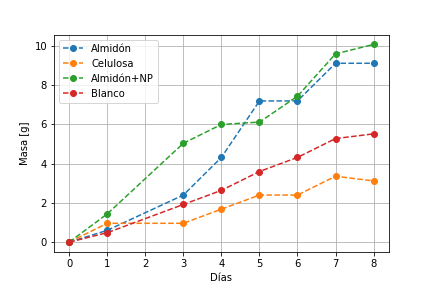 Almidón
Celulosa
Almidón+NP
Blanco
Masa [g]
10
8
6
4
2
0
0 1 2 3 4 5 6 7 8
Días